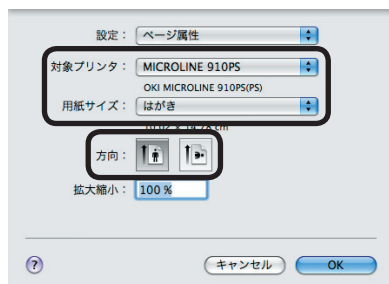 設定： ページ属性
対象プリンタ： MICROLINE 910PS
OKI MICROLINE 910PS(PS)
用紙サイズ： はがき
方向：
拡大縮小： 100 %
? キャンセル OK